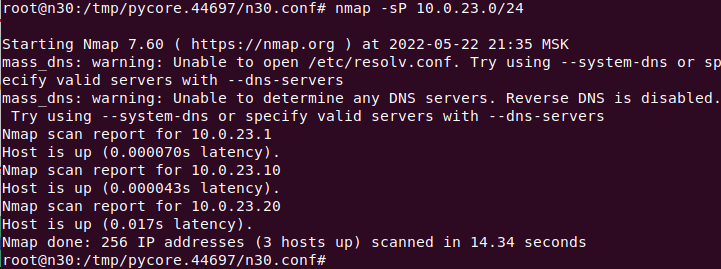 root@n30:/tmp/pycore.44697/n30.conf# nmap -sP 10.0.23.0/24
Starting Nmap 7.60 ( https://nmap.org ) at 2022-05-22 21:35 MSK
mass_dns: warning: Unable to open /etc/resolv.conf. Try using --system-dns or sp
ecify valid servers with --dns-servers
mass_dns: warning: Unable to determine any DNS servers. Reverse DNS is disabled.
 Try using --system-dns or specify valid servers with --dns-servers
Nmap scan report for 10.0.23.1
Host is up (0.000070s latency).
Nmap scan report for 10.0.23.10
Host is up (0.000043s latency).
Nmap scan report for 10.0.23.20
Host is up (0.017s latency).
Nmap done: 256 IP addresses (3 hosts up) scanned in 14.34 seconds
root@n30:/tmp/pycore.44697/n30.conf#